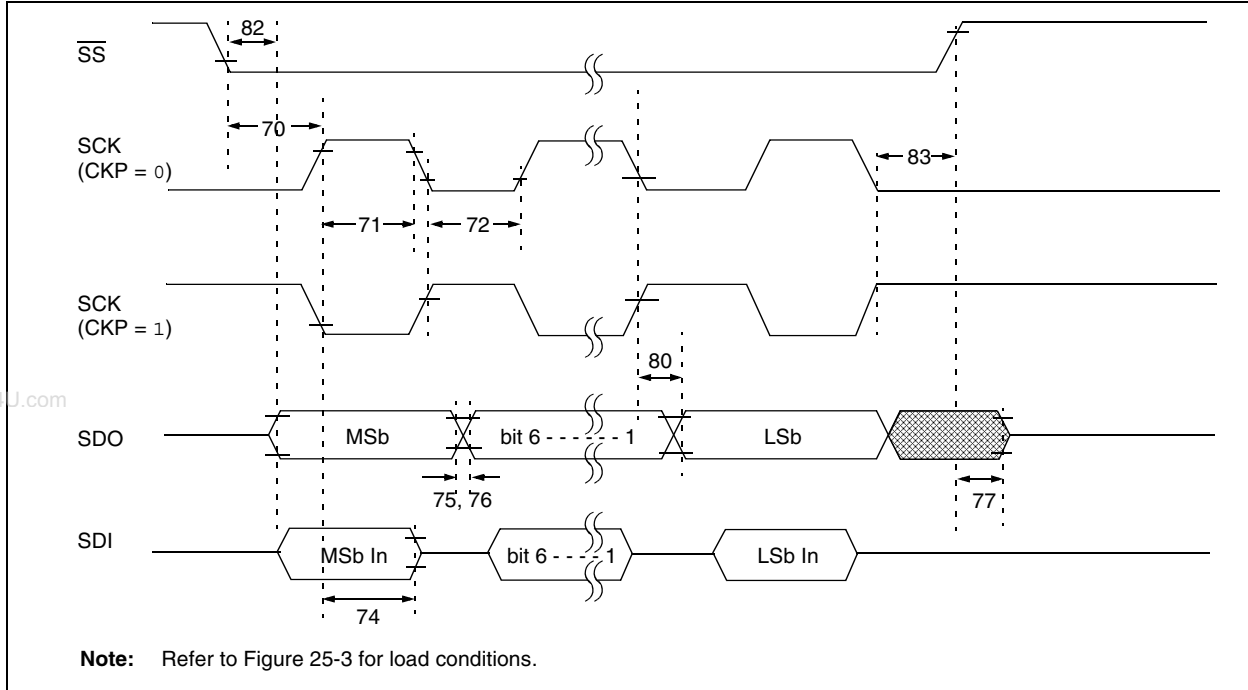 82
SS
70
SCK
(CKP = 0)
83
71
72
SCK
(CKP = 1)
80
U.com
SDO
MSb
bit 6 - - - - - - 1
LSb
75, 76
77
SDI
MSb In
bit 6 - - - - 1
LSb In
74
Note: Refer to Figure 25-3 for load conditions.